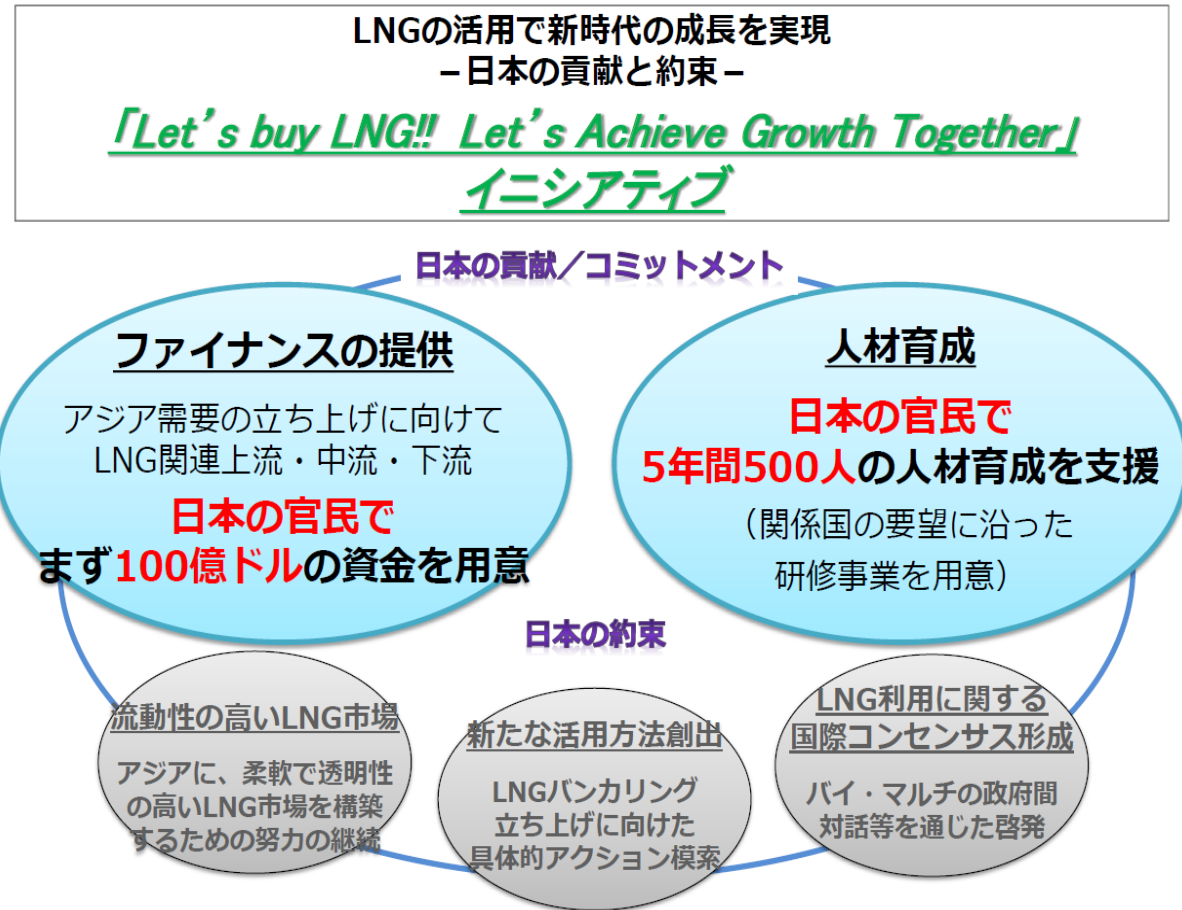 LNGの活用で新時代の成長を実現
－日本の貢献と約束－
「Let’s buy LNG!! Let’s Achieve Growth Together」
イニシアティブ
日本の貢献／コミットメント
ファイナンスの提供
アジア需要の立ち上げに向けて
LNG関連上流・中流・下流
日本の官民で
まず100億ドルの資金を用意
人材育成
日本の官民で
5年間500人の人材育成を支援
（関係国の要望に沿った
研修事業を用意）
日本の約束
流動性の高いLNG市場
アジアに、柔軟で透明性
の高いLNG市場を構築
するための努力の継続
新たな活用方法創出
LNGバンカリング
立ち上げに向けた
具体的アクション模索
LNG利用に関する
国際コンセンサス形成
バイ・マルチの政府間
対話等を通じた啓発